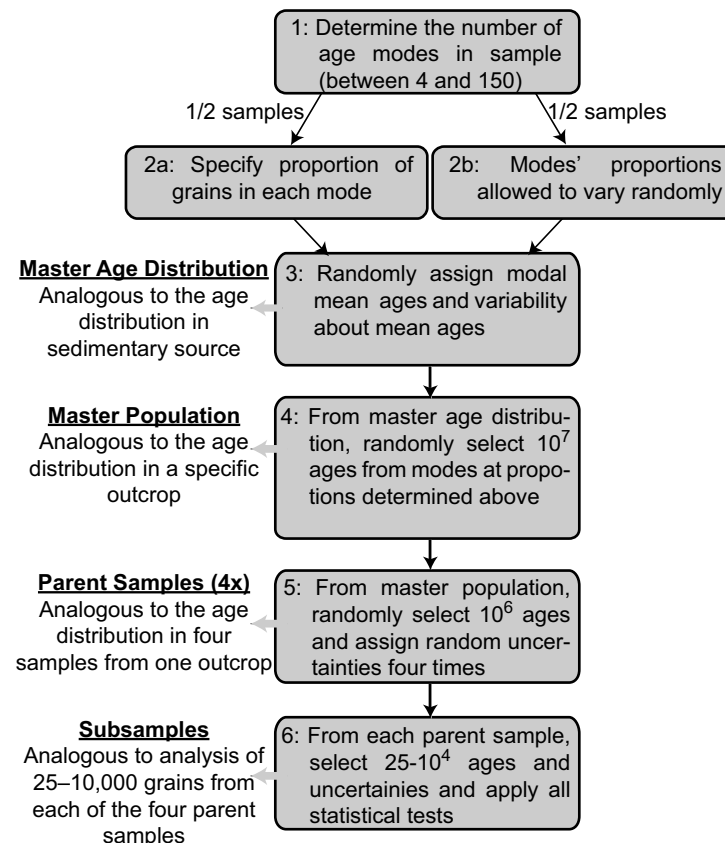 1: Determine the number of
age modes in sample
(between 4 and 150)
1/2 samples
1/2 samples
2a: Specify proportion of
grains in each mode
2b: Modes' proportions
allowed to vary randomly
Master Age Distribution
Analogous to the age
distribution in
sedimentary source
3: Randomly assign modal
mean ages and variability
about mean ages
Master Population
Analogous to the age
distribution in a specific
outcrop
4: From master age distribu-
tion, randomly select 10⁷
ages from modes at propo-
tions determined above
Parent Samples (4x)
Analogous to the age
distribution in four
samples from one outcrop
5: From master population,
randomly select 10⁶ ages
and assign random uncer-
tainties four times
Subsamples
Analogous to analysis of
25–10,000 grains from
each of the four parent
samples
6: From each parent sample,
select 25-10⁴ ages and
uncertainies and apply all
statistical tests